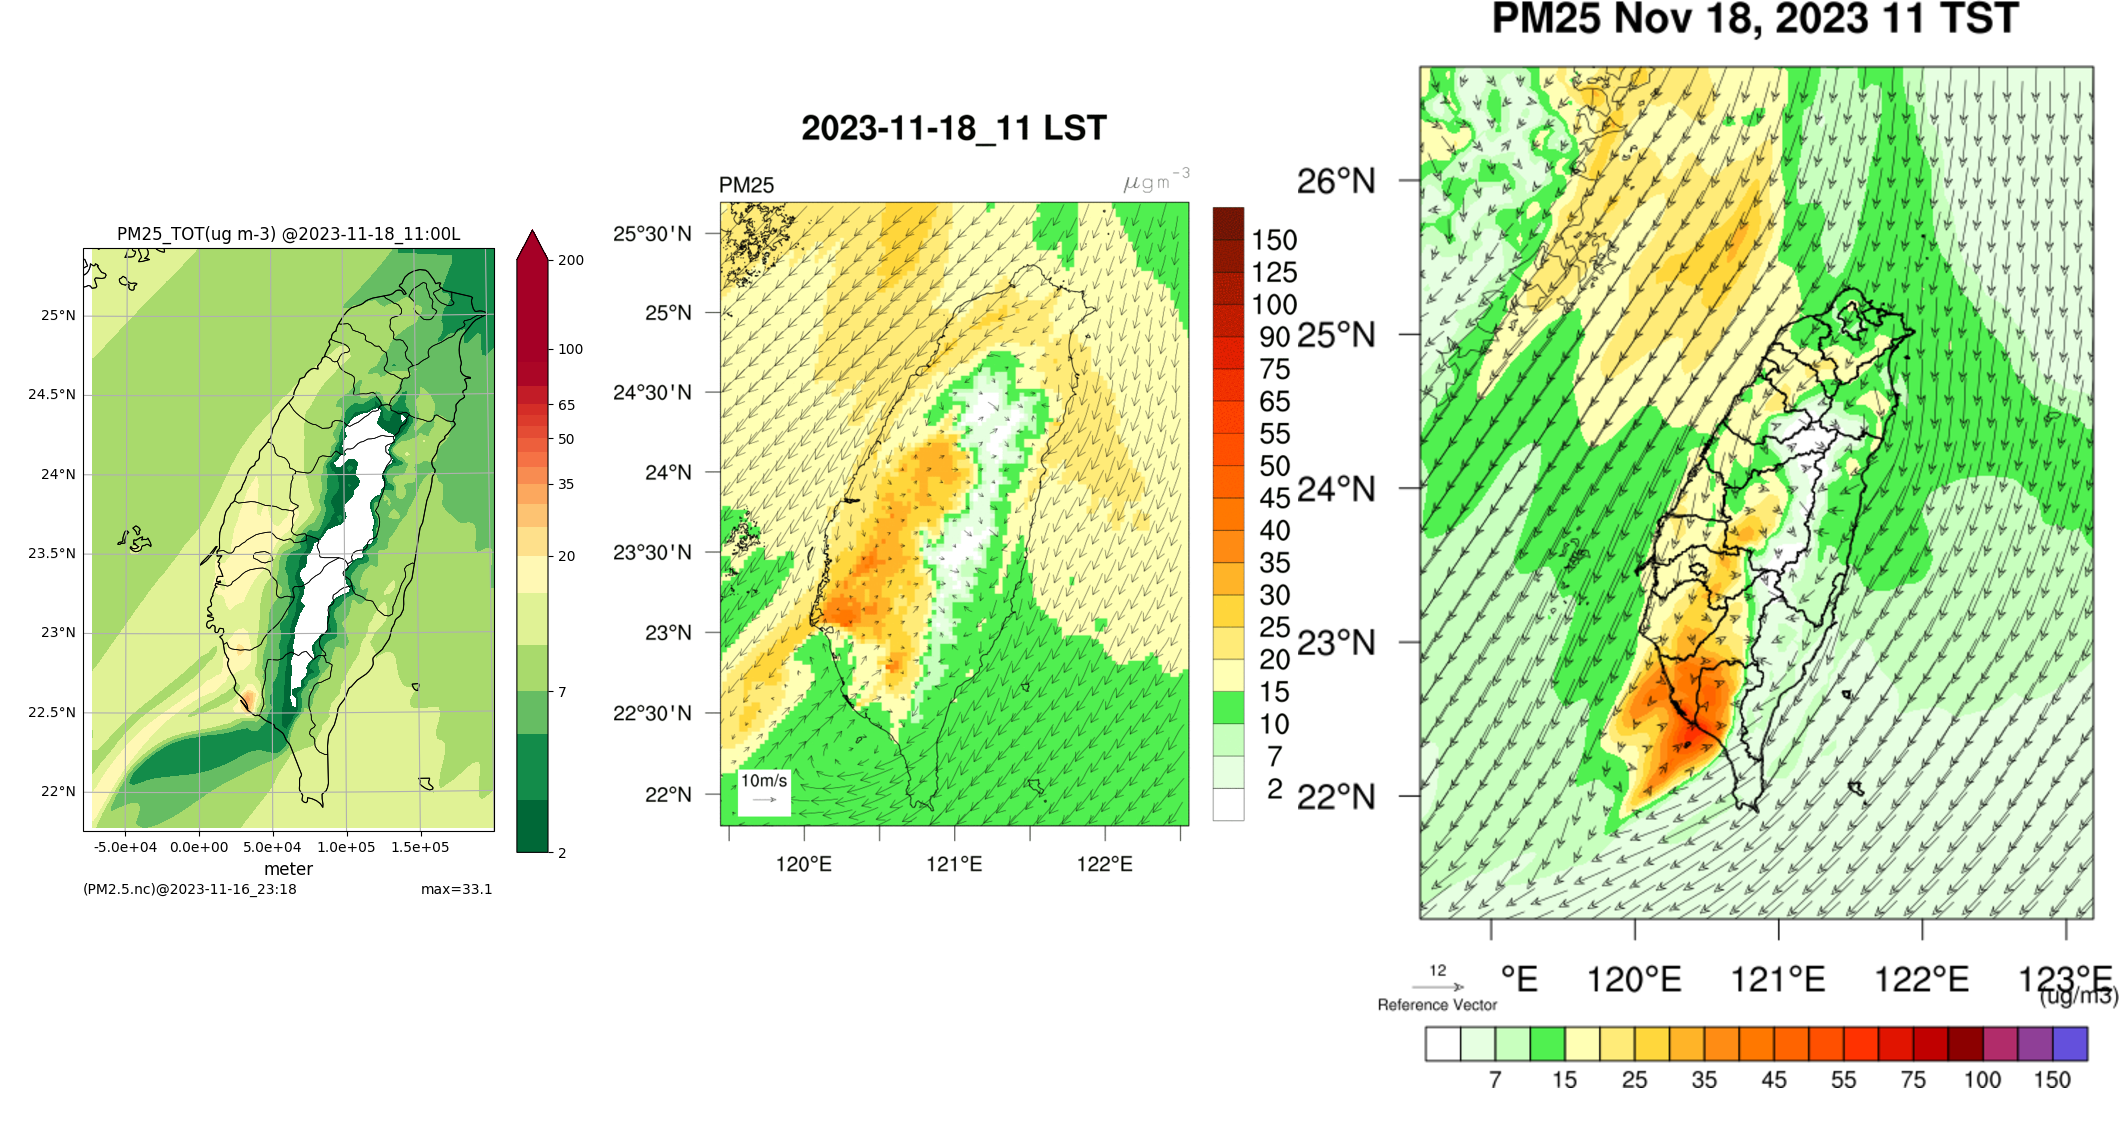 PM25_TOT(ug m-3) @2023-11-18_11:00L
25°N
24.5°N
24°N
23.5°N
23°N
22.5°N
22°N
-5.0e+04 0.0e+00 5.0e+04 1.0e+05 1.5e+05
meter
(PM2.5.nc)@2023-11-16_23:18 max=33.1
200
100
65
50
35
20
7
2
2023-11-18_11 LST
PM25 μgm⁻³
25°30'N
25°N
24°30'N
24°N
23°30'N
23°N
22°30'N
22°N
10m/s
120°E 121°E 122°E
150
125
100
90
75
65
55
50
45
40
35
30
25
20
15
10
7
2
PM25 Nov 18, 2023 11 TST
26°N
25°N
24°N
23°N
22°N
°E 120°E 121°E 122°E 123°E
12
Reference Vector
(ug/m3)
7 15 25 35 45 55 75 100 150